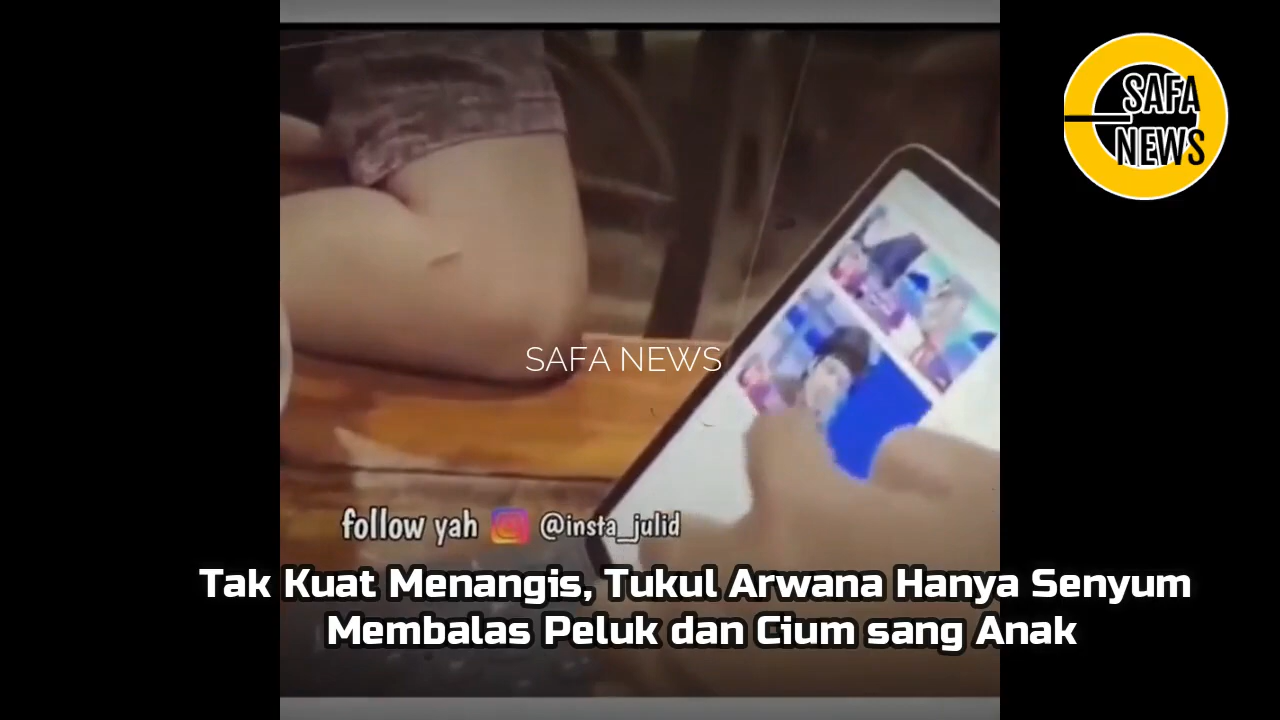 SAFA
NEWS
SAFA NEWS
follow yah @insta_julid
Tak Kuat Menangis, Tukul Arwana Hanya Senyum
Membalas Peluk dan Cium sang Anak